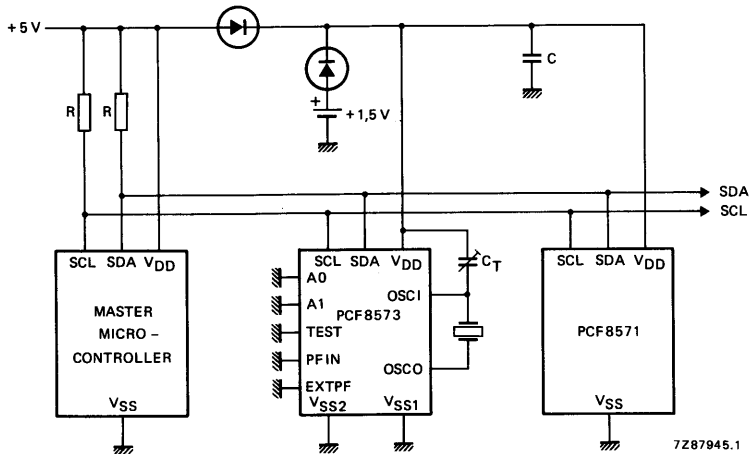 +5 V
C
R
R
+
+1,5V
SDA
SCL
SCL SDA VDD
MASTER
MICRO –
CONTROLLER
VSS
SCL SDA VDD
A0
A1
TEST
PFIN
EXTPF
PCF8573
OSCI
OSCO
VSS2
VSS1
CT
SCL SDA VDD
PCF8571
VSS
7Z87945.1